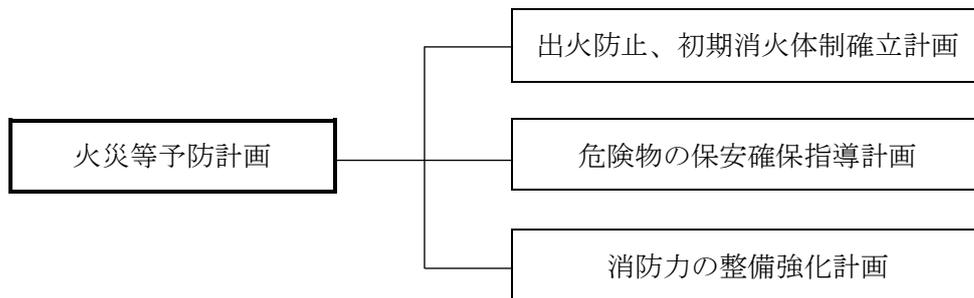 出火防止、初期消火体制確立計画
火災等予防計画
危険物の保安確保指導計画
消防力の整備強化計画